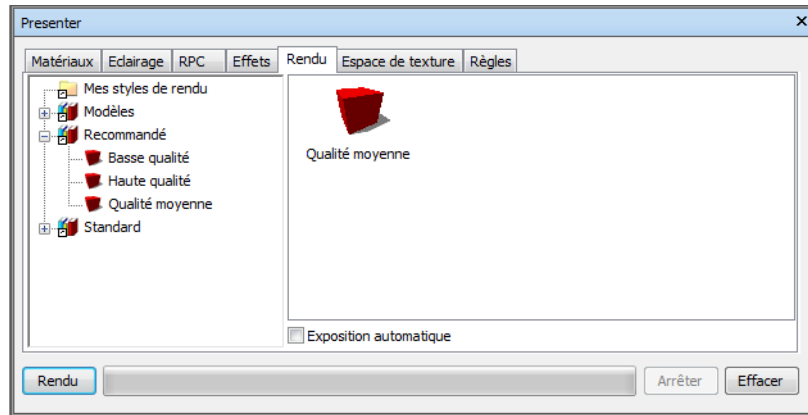 Presenter
Matériaux Eclairage RPC Effets Rendu Espace de texture Règles
Mes styles de rendu
Modèles
Recommandé
Basse qualité
Haute qualité
Qualité moyenne
Standard
Qualité moyenne
Exposition automatique
Rendu Arrêter Effacer